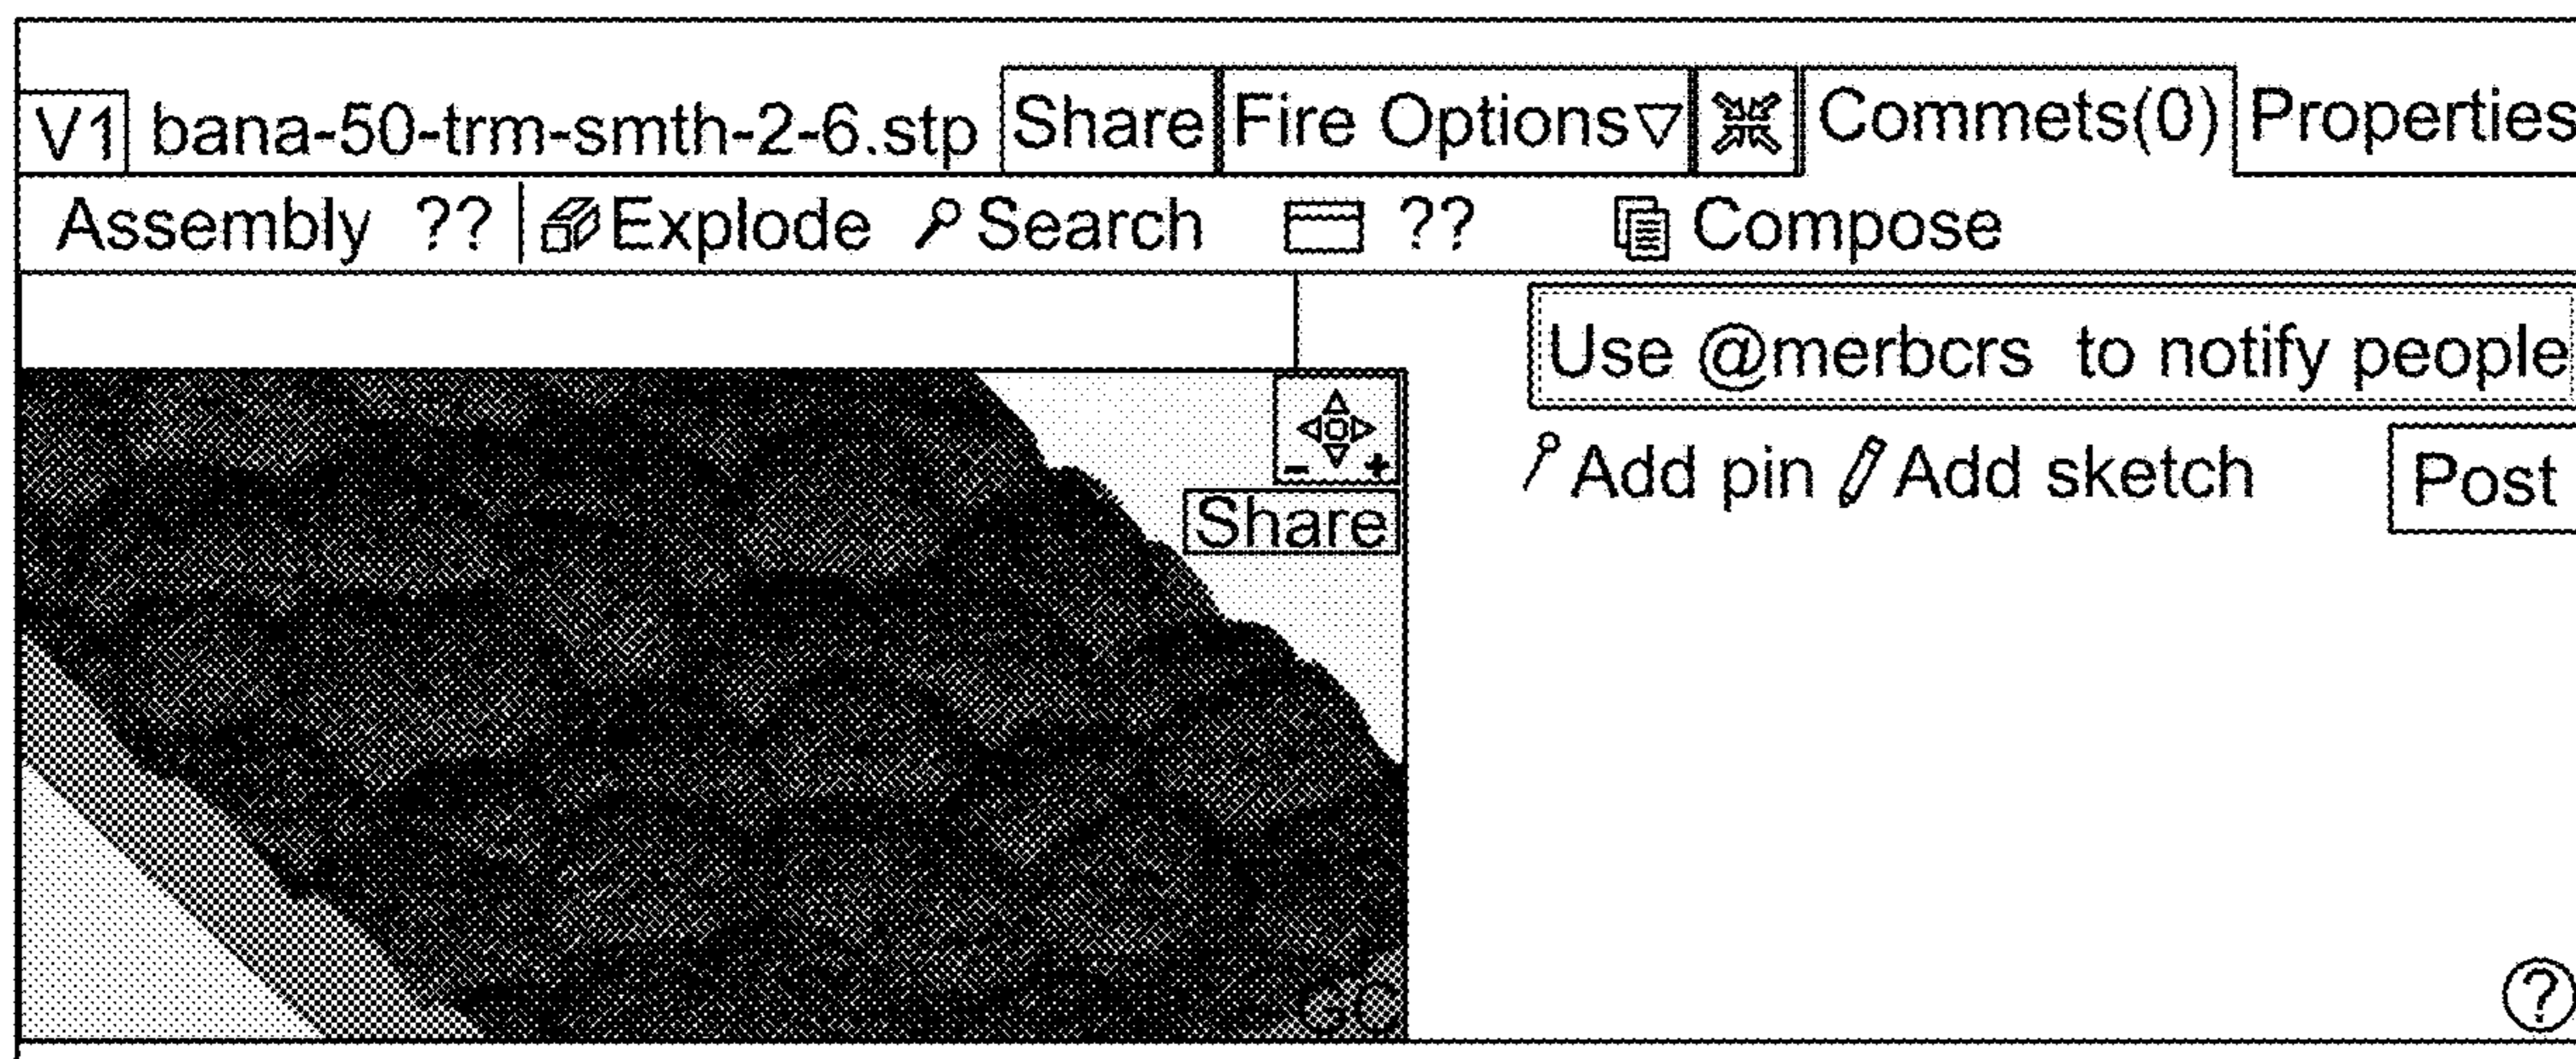 V1 bana-50-trm-smth-2-6.stp Share Fire Options Commets(0) Properties
Assembly ?? Explode Search ?? Compose
Use @merbcrs to notify people
Add pin Add sketch Post
Share
?